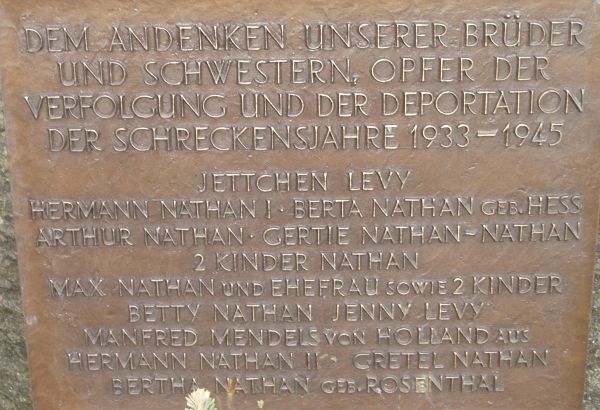 DEM ANDENKEN UNSERER BRÜDER
UND SCHWESTERN, OPFER DER
VERFOLGUNG UND DER DEPORTATION
DER SCHRECKENSJAHRE 1933-1945
JETTCHEN LEVY
HERMANN NATHAN I · BERTA NATHAN GEB. HESS
ARTHUR NATHAN · GERTIE NATHAN-NATHAN
2 KINDER NATHAN
MAX NATHAN UND EHEFRAU SOWIE 2 KINDER
BETTY NATHAN JENNY LEVY
MANFRED MENDELS VON HOLLAND AUS
HERMANN NATHAN II GRETEL NATHAN
BERTHA NATHAN GEB. ROSENTHAL